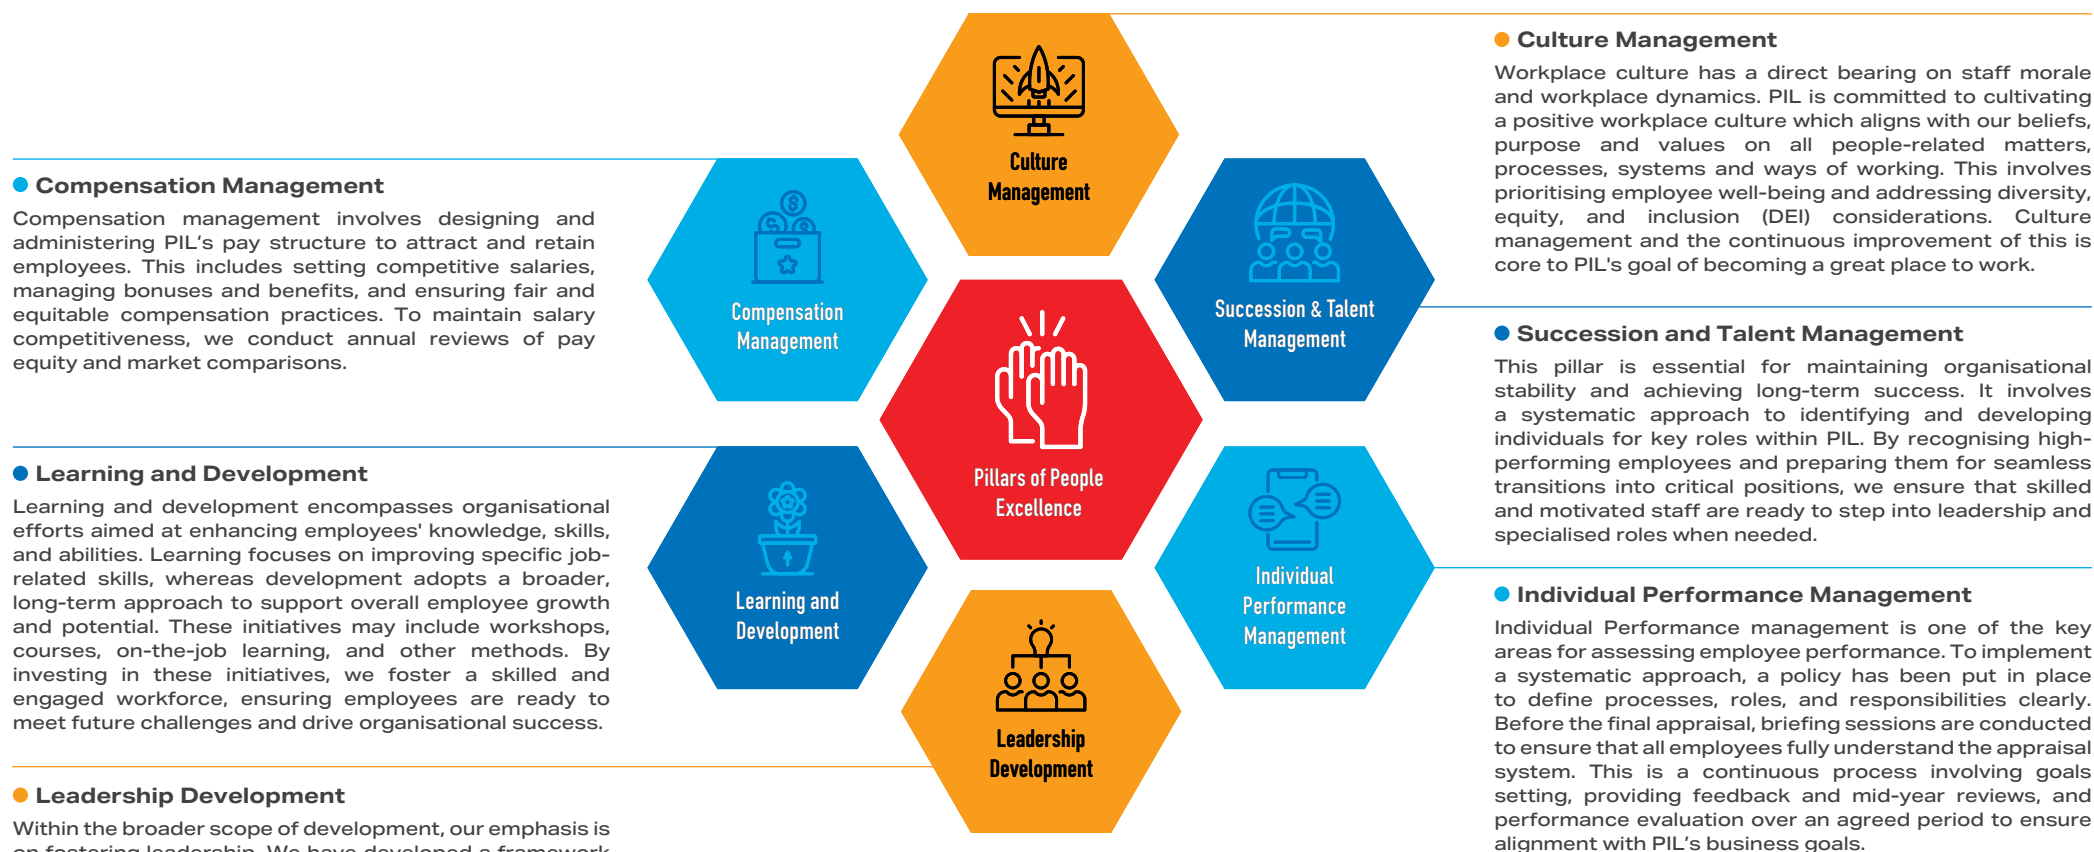 Culture Management
Workplace culture has a direct bearing on staff morale
and workplace dynamics. PIL is committed to cultivating
a positive workplace culture which aligns with our beliefs,
purpose and values on all people-related matters,
processes, systems and ways of working. This involves
prioritising employee well-being and addressing diversity,
equity, and inclusion (DEI) considerations. Culture
management and the continuous improvement of this is
core to PIL's goal of becoming a great place to work.
Compensation Management
Compensation management involves designing and
administering PIL's pay structure to attract and retain
employees. This includes setting competitive salaries,
managing bonuses and benefits, and ensuring fair and
equitable compensation practices. To maintain salary
competitiveness, we conduct annual reviews of pay
equity and market comparisons.
Culture
Management
Compensation
Management
Succession & Talent
Management
Pillars of People
Excellence
Learning and
Development
Individual
Performance
Management
Leadership
Development
Succession and Talent Management
This pillar is essential for maintaining organisational
stability and achieving long-term success. It involves
a systematic approach to identifying and developing
individuals for key roles within PIL. By recognising high-
performing employees and preparing them for seamless
transitions into critical positions, we ensure that skilled
and motivated staff are ready to step into leadership and
specialised roles when needed.
Learning and Development
Learning and development encompasses organisational
efforts aimed at enhancing employees' knowledge, skills,
and abilities. Learning focuses on improving specific job-
related skills, whereas development adopts a broader,
long-term approach to support overall employee growth
and potential. These initiatives may include workshops,
courses, on-the-job learning, and other methods. By
investing in these initiatives, we foster a skilled and
engaged workforce, ensuring employees are ready to
meet future challenges and drive organisational success.
Individual Performance Management
Individual Performance management is one of the key
areas for assessing employee performance. To implement
a systematic approach, a policy has been put in place
to define processes, roles, and responsibilities clearly.
Before the final appraisal, briefing sessions are conducted
to ensure that all employees fully understand the appraisal
system. This is a continuous process involving goals
setting, providing feedback and mid-year reviews, and
performance evaluation over an agreed period to ensure
alignment with PIL's business goals.
Leadership Development
Within the broader scope of development, our emphasis is
on fostering leadership. We have developed a framework